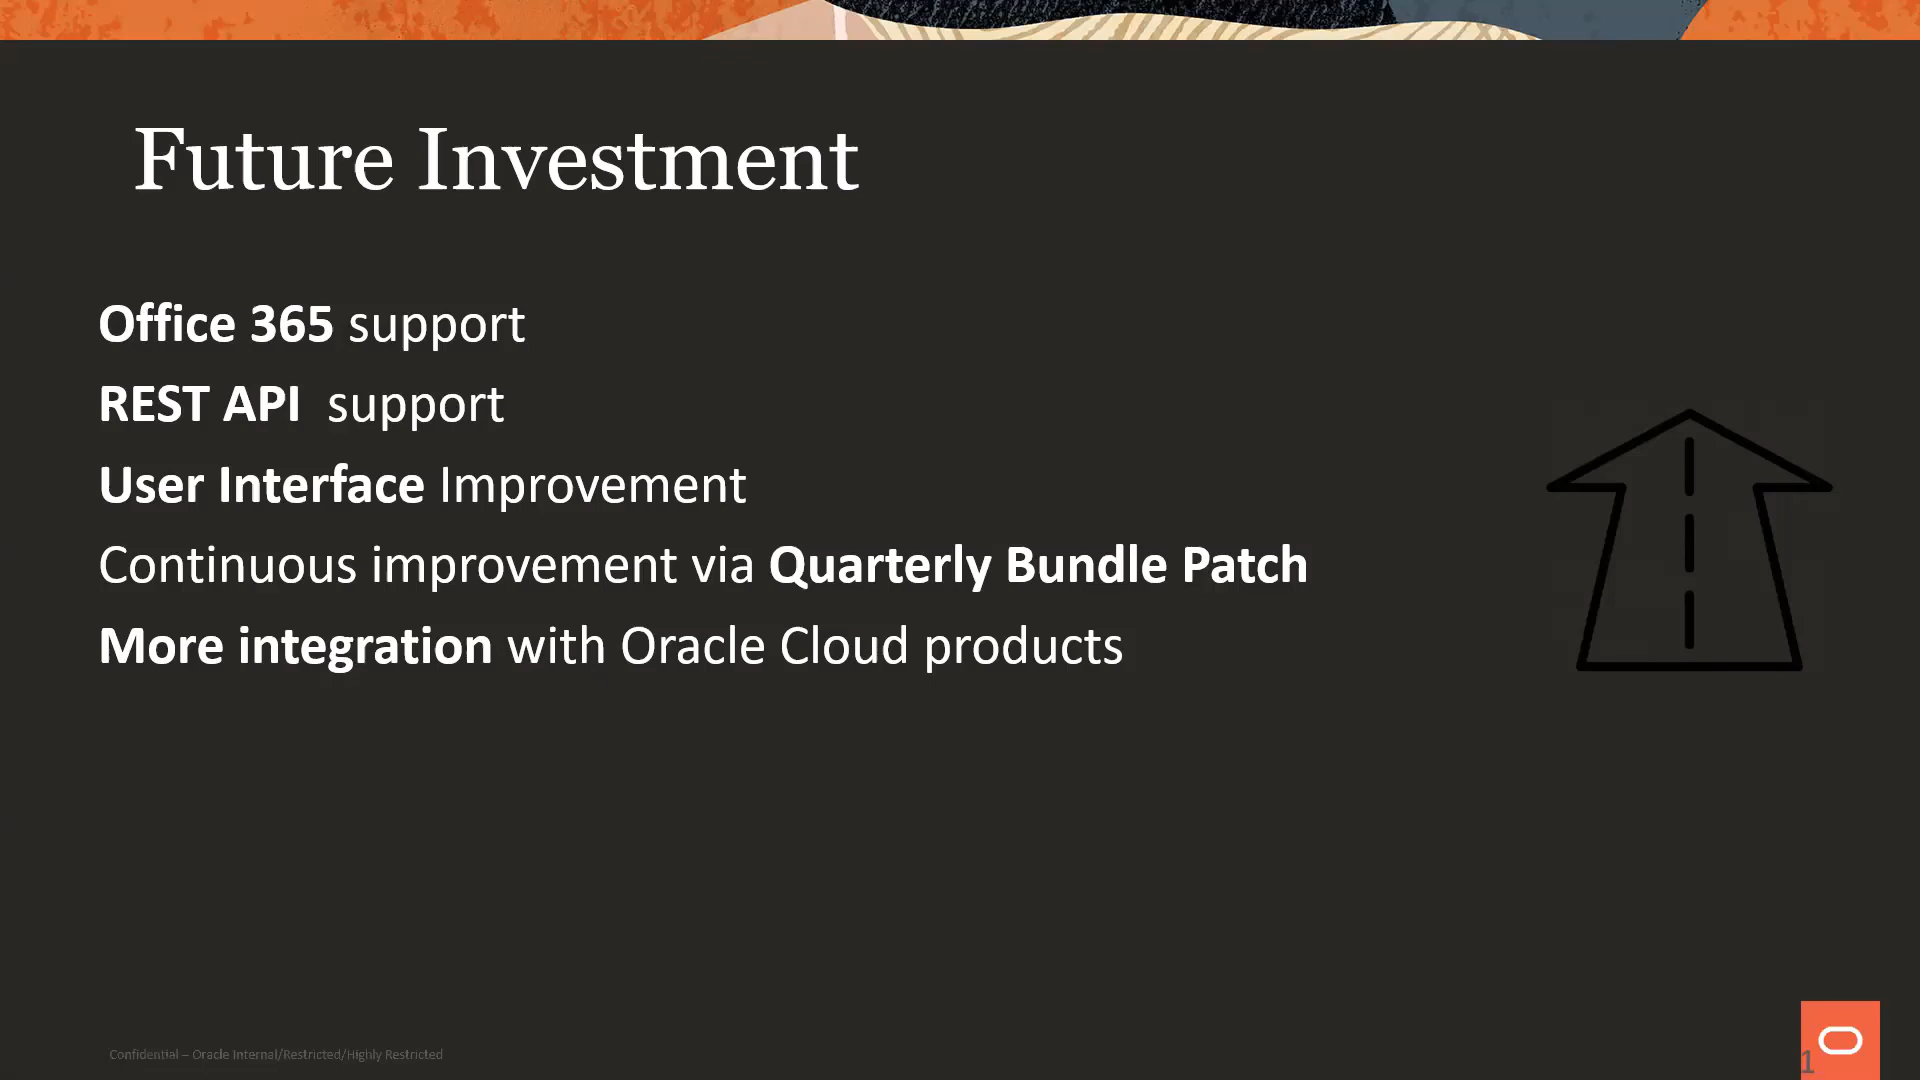 Future Investment
Office 365 support
REST API  support
User Interface Improvement
Continuous improvement via Quarterly Bundle Patch
More integration with Oracle Cloud products
Confidential – Oracle Internal/Restricted/Highly Restricted
1